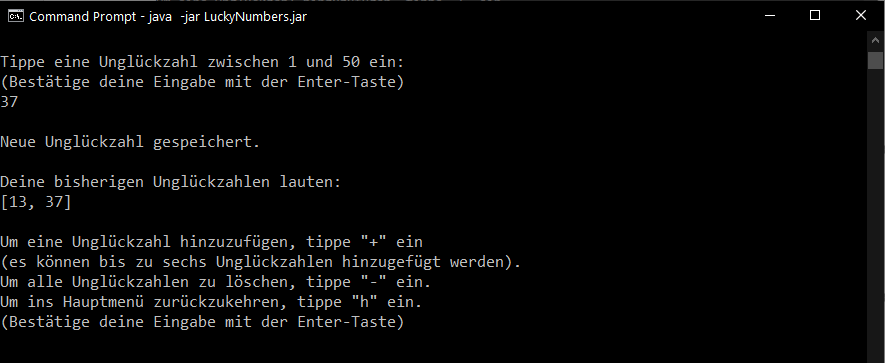 Command Prompt - java -jar LuckyNumbers.jar
Tippe eine Unglückzahl zwischen 1 und 50 ein:
(Bestätige deine Eingabe mit der Enter-Taste)
37
Neue Unglückzahl gespeichert.
Deine bisherigen Unglückzahlen lauten:
[13, 37]
Um eine Unglückzahl hinzuzufügen, tippe "+" ein
(es können bis zu sechs Unglückzahlen hinzugefügt werden).
Um alle Unglückzahlen zu löschen, tippe "-" ein.
Um ins Hauptmenü zurückzukehren, tippe "h" ein.
(Bestätige deine Eingabe mit der Enter-Taste)